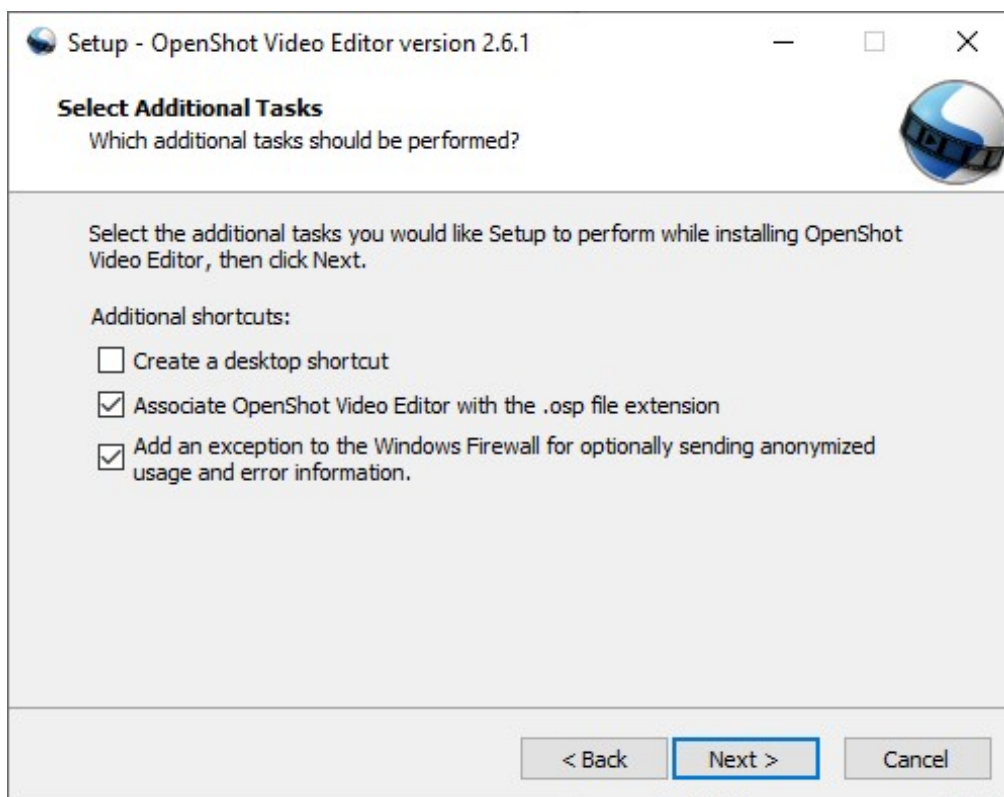 Setup - OpenShot Video Editor version 2.6.1
Select Additional Tasks
Which additional tasks should be performed?
Select the additional tasks you would like Setup to perform while installing OpenShot
Video Editor, then click Next.
Additional shortcuts:
Create a desktop shortcut
Associate OpenShot Video Editor with the .osp file extension
Add an exception to the Windows Firewall for optionally sending anonymized
usage and error information.
< Back Next > Cancel